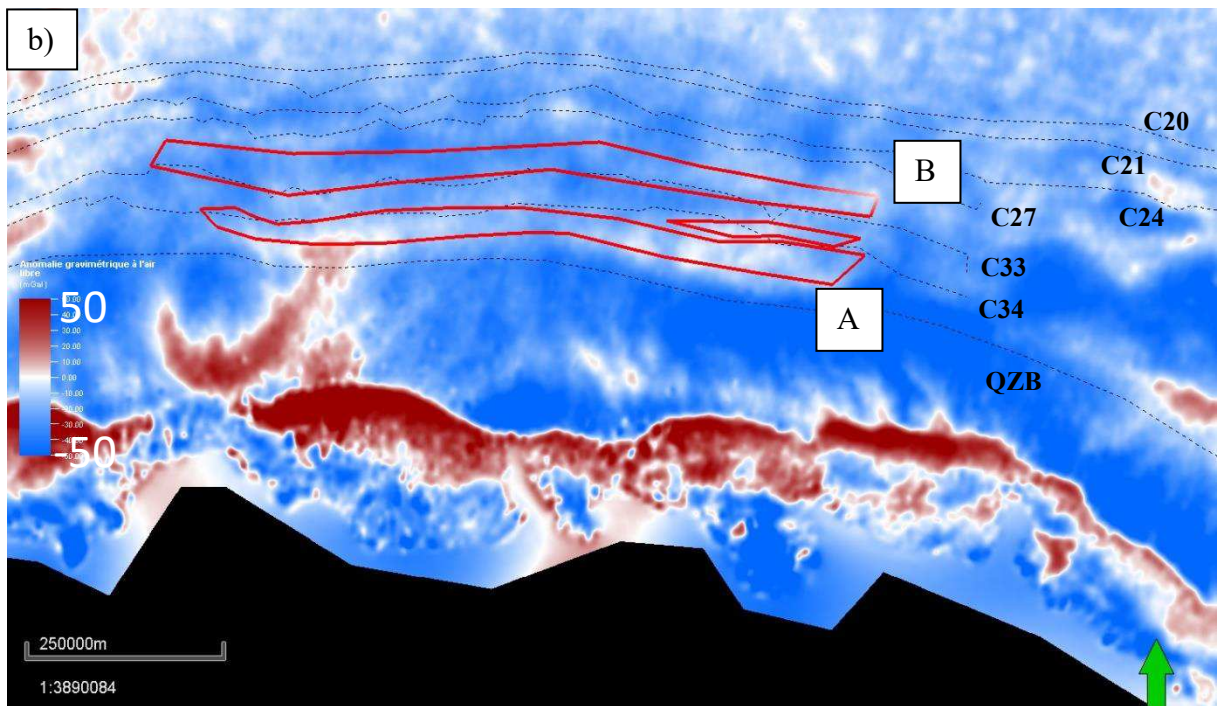 b)
C20
B
C21
C27
C24
C33
Anomalie gravimétrique à l'air
libre
(mGal)
C34
50
A
QZB
-50
250000m
1:3890084